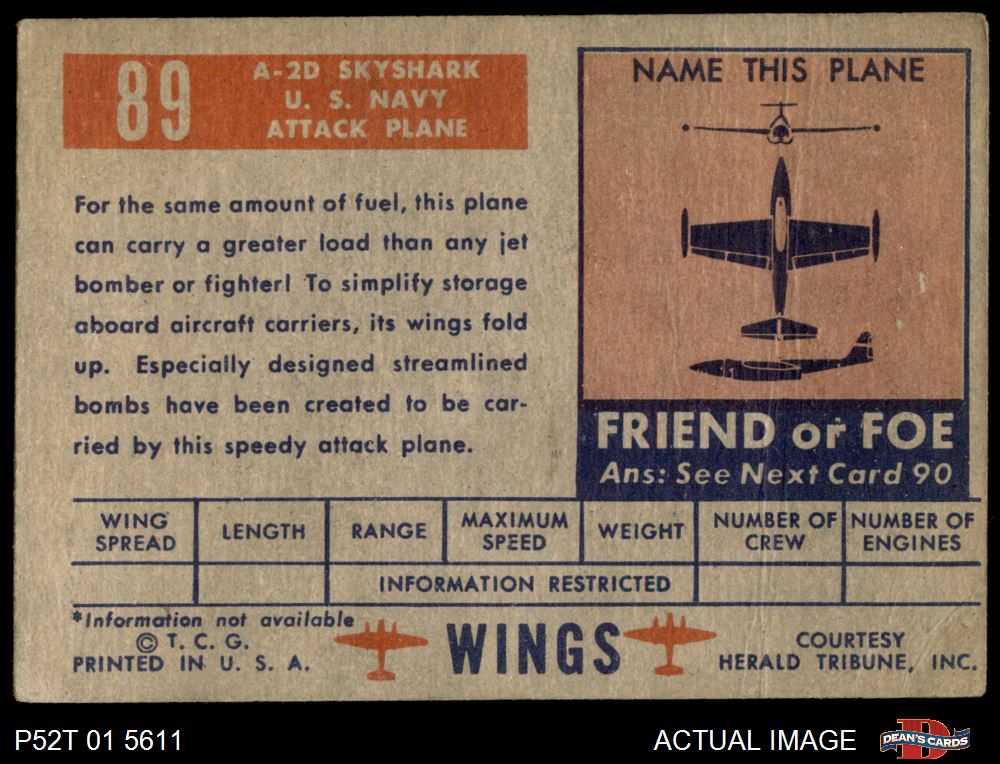 89
A-2D SKYSHARK
U. S. NAVY
ATTACK PLANE
For the same amount of fuel, this plane
can carry a greater load than any jet
bomber or fighter! To simplify storage
aboard aircraft carriers, its wings fold
up. Especially designed streamlined
bombs have been created to be car-
ried by this speedy attack plane.
NAME THIS PLANE
FRIEND or FOE
Ans: See Next Card 90
WING SPREAD LENGTH RANGE MAXIMUM SPEED WEIGHT NUMBER OF CREW NUMBER OF ENGINES
INFORMATION RESTRICTED
*Information not available
© T. C. G.
PRINTED IN U. S. A.
WINGS
COURTESY
HERALD TRIBUNE, INC.
P52T 01 5611
ACTUAL IMAGE
D
DEAN'S CARDS